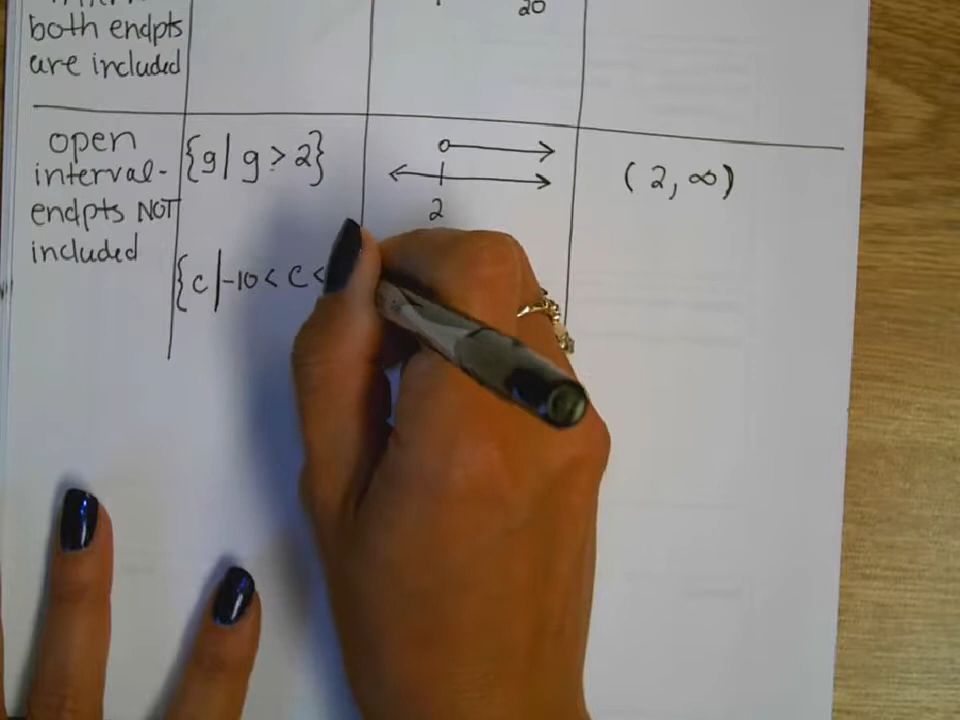 20
both endpts
are included
open
interval-
endpts NOT
included
{g| g > 2}
2
(2, ∞)
{c|-10 < c <